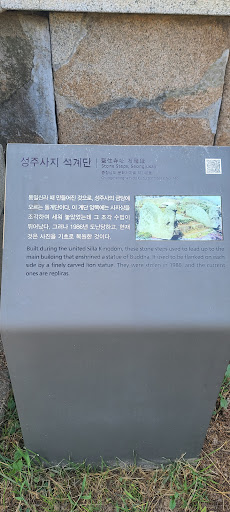 성주사지 석계단
Stone Steps, Seongjusaji
통일신라 때 만들어진 것으로, 성주사의 금당에
오르는 돌계단이다. 이 계단 양쪽에는 사자상을
조각하여 세워 놓았었는데 그 조각 수법이
뛰어났다. 그러나 1986년 도난당하고, 현재
것은 사진을 기초로 복원한 것이다.
Built during the united Silla Kingdom, these stone steps used to lead up to the
main building that enshrined a statue of Buddha. It used to be flanked on each
side by a finely carved lion statue. They were stolen in 1986 and the current
ones are replicas.